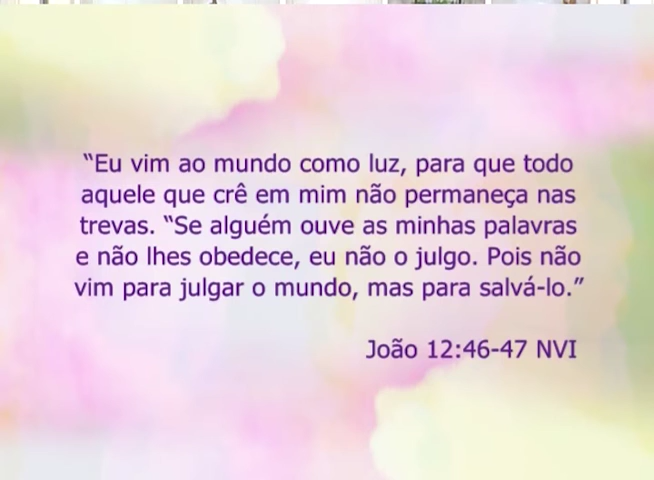 “Eu vim ao mundo como luz, para que todo
aquele que crê em mim não permaneça nas
trevas. “Se alguém ouve as minhas palavras
e não lhes obedece, eu não o julgo. Pois não
vim para julgar o mundo, mas para salvá-lo.”
João 12:46-47 NVI